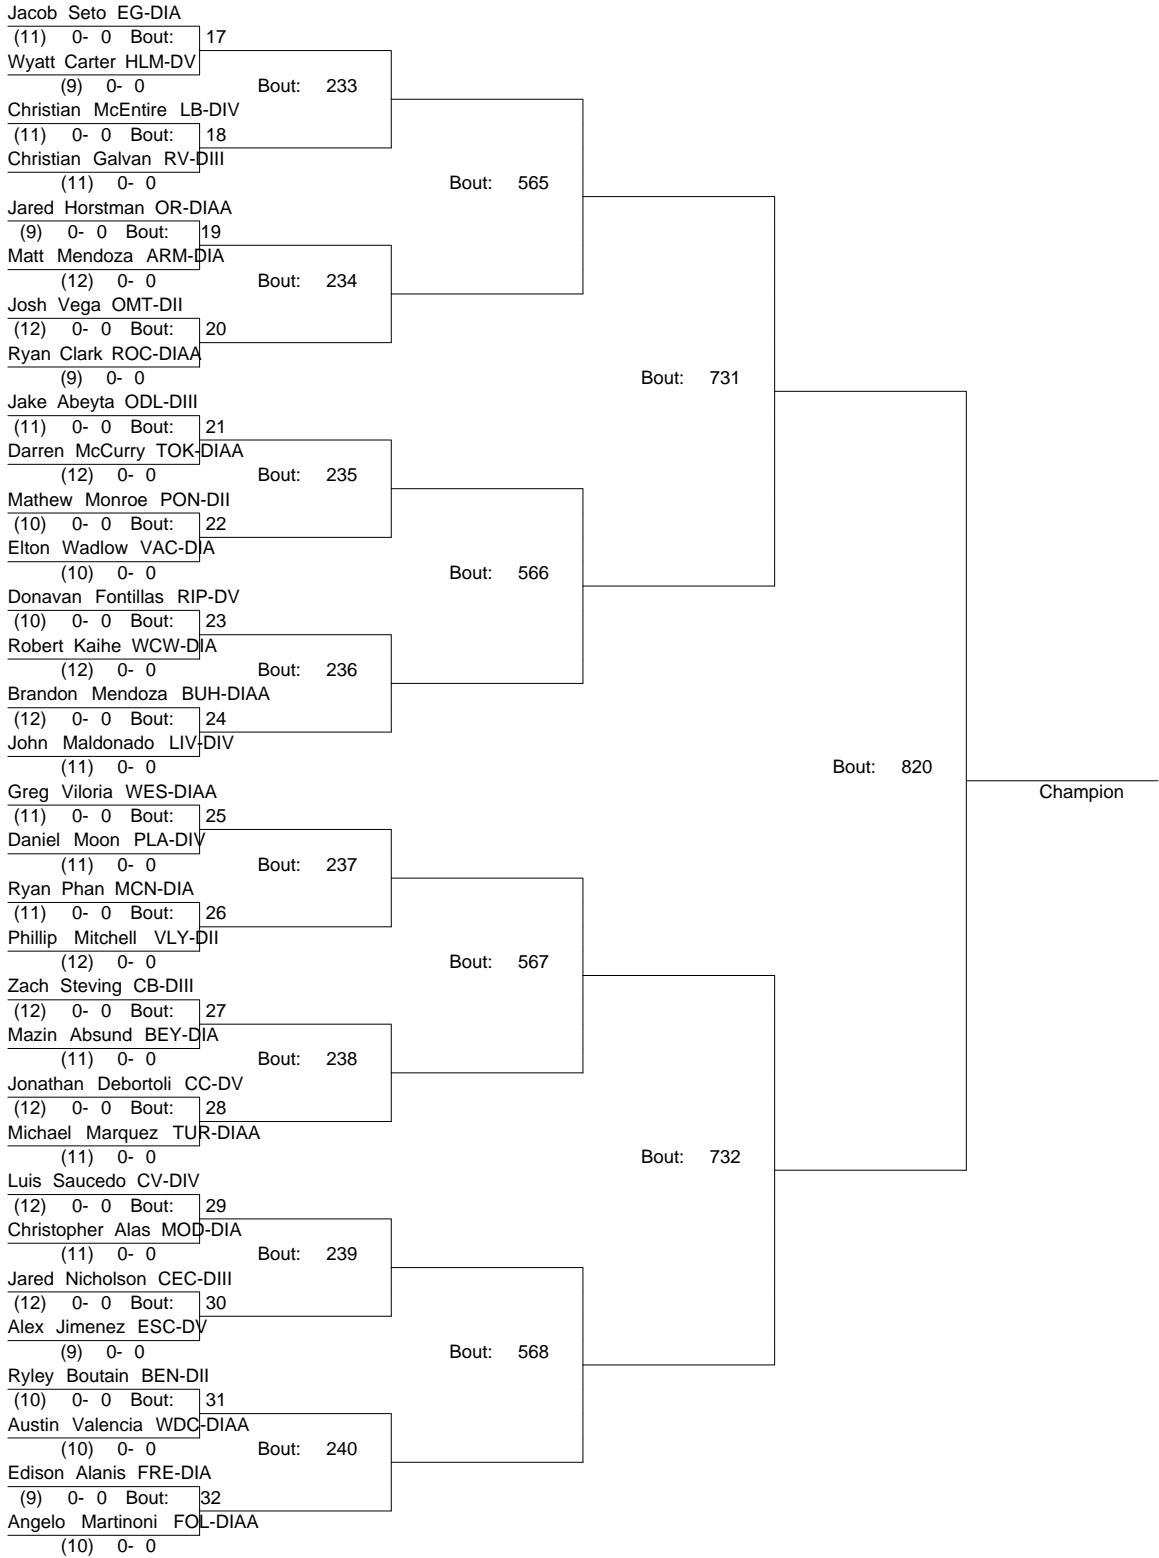 Jacob Seto EG-DIA
(11) 0- 0 Bout: 17
Wyatt Carter HLM-DV
(9) 0- 0 Bout: 233
Christian McEntire LB-DIV
(11) 0- 0 Bout: 18
Christian Galvan RV-DIII
(11) 0- 0 Bout: 565
Jared Horstman OR-DIAA
(9) 0- 0 Bout: 19
Matt Mendoza ARM-DIA
(12) 0- 0 Bout: 234
Josh Vega OMT-DII
(12) 0- 0 Bout: 20
Ryan Clark ROC-DIAA
(9) 0- 0 Bout: 731
Jake Abeyta ODL-DIII
(11) 0- 0 Bout: 21
Darren McCurry TOK-DIAA
(12) 0- 0 Bout: 235
Mathew Monroe PON-DII
(10) 0- 0 Bout: 22
Elton Wadlow VAC-DIA
(10) 0- 0 Bout: 566
Donavan Fontillas RIP-DV
(10) 0- 0 Bout: 23
Robert Kaihe WCW-DIA
(12) 0- 0 Bout: 236
Brandon Mendoza BUH-DIAA
(12) 0- 0 Bout: 24
John Maldonado LIV-DIV
(11) 0- 0 Bout: 820
Greg Viloria WES-DIAA Champion
(11) 0- 0 Bout: 25
Daniel Moon PLA-DIV
(11) 0- 0 Bout: 237
Ryan Phan MCN-DIA
(11) 0- 0 Bout: 26
Phillip Mitchell VLY-DII
(12) 0- 0 Bout: 567
Zach Steving CB-DIII
(12) 0- 0 Bout: 27
Mazin Absund BEY-DIA
(11) 0- 0 Bout: 238
Jonathan Debortoli CC-DV
(12) 0- 0 Bout: 28
Michael Marquez TUR-DIAA
(11) 0- 0 Bout: 732
Luis Saucedo CV-DIV
(12) 0- 0 Bout: 29
Christopher Alas MOD-DIA
(11) 0- 0 Bout: 239
Jared Nicholson CEC-DIII
(12) 0- 0 Bout: 30
Alex Jimenez ESC-DV
(9) 0- 0 Bout: 568
Ryley Boutain BEN-DII
(10) 0- 0 Bout: 31
Austin Valencia WDC-DIAA
(10) 0- 0 Bout: 240
Edison Alanis FRE-DIA
(9) 0- 0 Bout: 32
Angelo Martinoni FOL-DIAA
(10) 0- 0